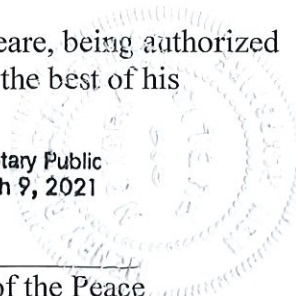 eare, being authorized
the best of his
tary Public
h 9, 2021
of the Peace